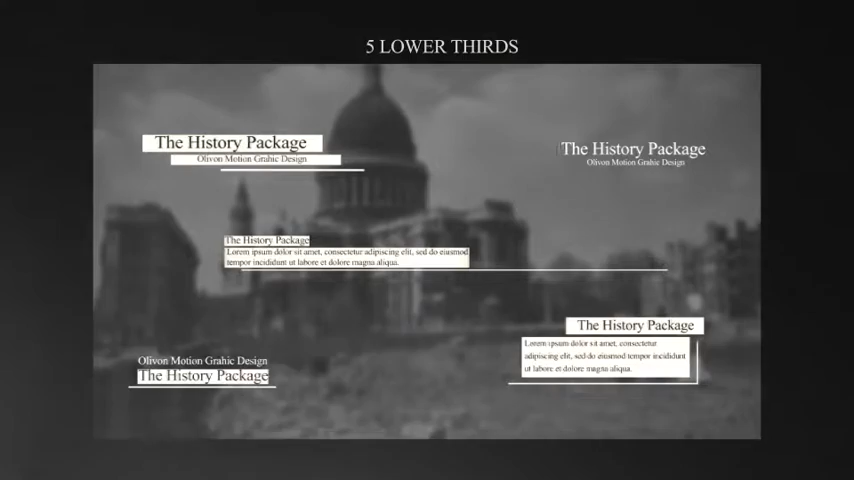 5 LOWER THIRDS
The History Package
Olivon Motion Grahic Design
The History Package
Olivon Motion Grahic Design
The History Package
Lorem ipsum dolor sit amet, consectetur adipiscing elit, sed do eiusmod
tempor incididunt ut labore et dolore magna aliqua.
The History Package
Lorem ipsum dolor sit amet, consectetur
adipiscing elit, sed do eiusmod tempor incididunt
ut labore et dolore magna aliqua.
Olivon Motion Grahic Design
The History Package